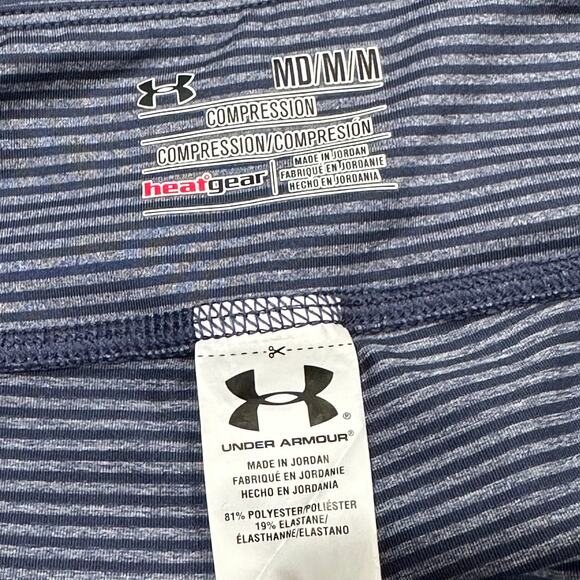 MD/M/M
COMPRESSION
COMPRESSION/COMPRESIÓN
heatgear
MADE IN JORDAN
FABRIQUE EN JORDANIE
HECHO EN JORDANIA
®
UNDER ARMOUR®
MADE IN JORDAN
FABRIQUÉ EN JORDANIE
HECHO EN JORDANIA
81% POLYESTER/POLIÉSTER
19% ELASTANE/
ÉLASTHANNE/ELASTANO